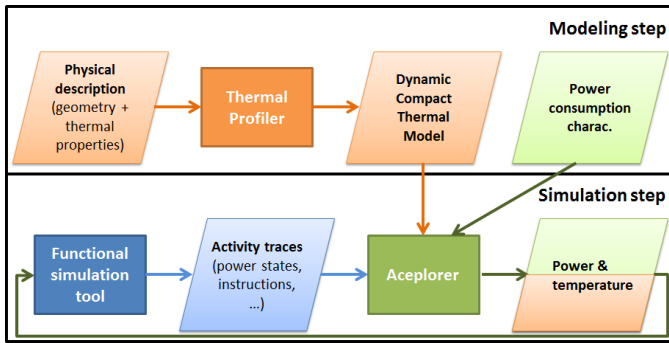 Modeling step
Physical
description
(geometry +
thermal
properties)
Thermal
Profiler
Dynamic
Compact
Thermal
Model
Power
consumption
charac.
Simulation step
Functional
simulation
tool
Activity traces
(power states,
instructions,
...)
Aceplorer
Power &
temperature